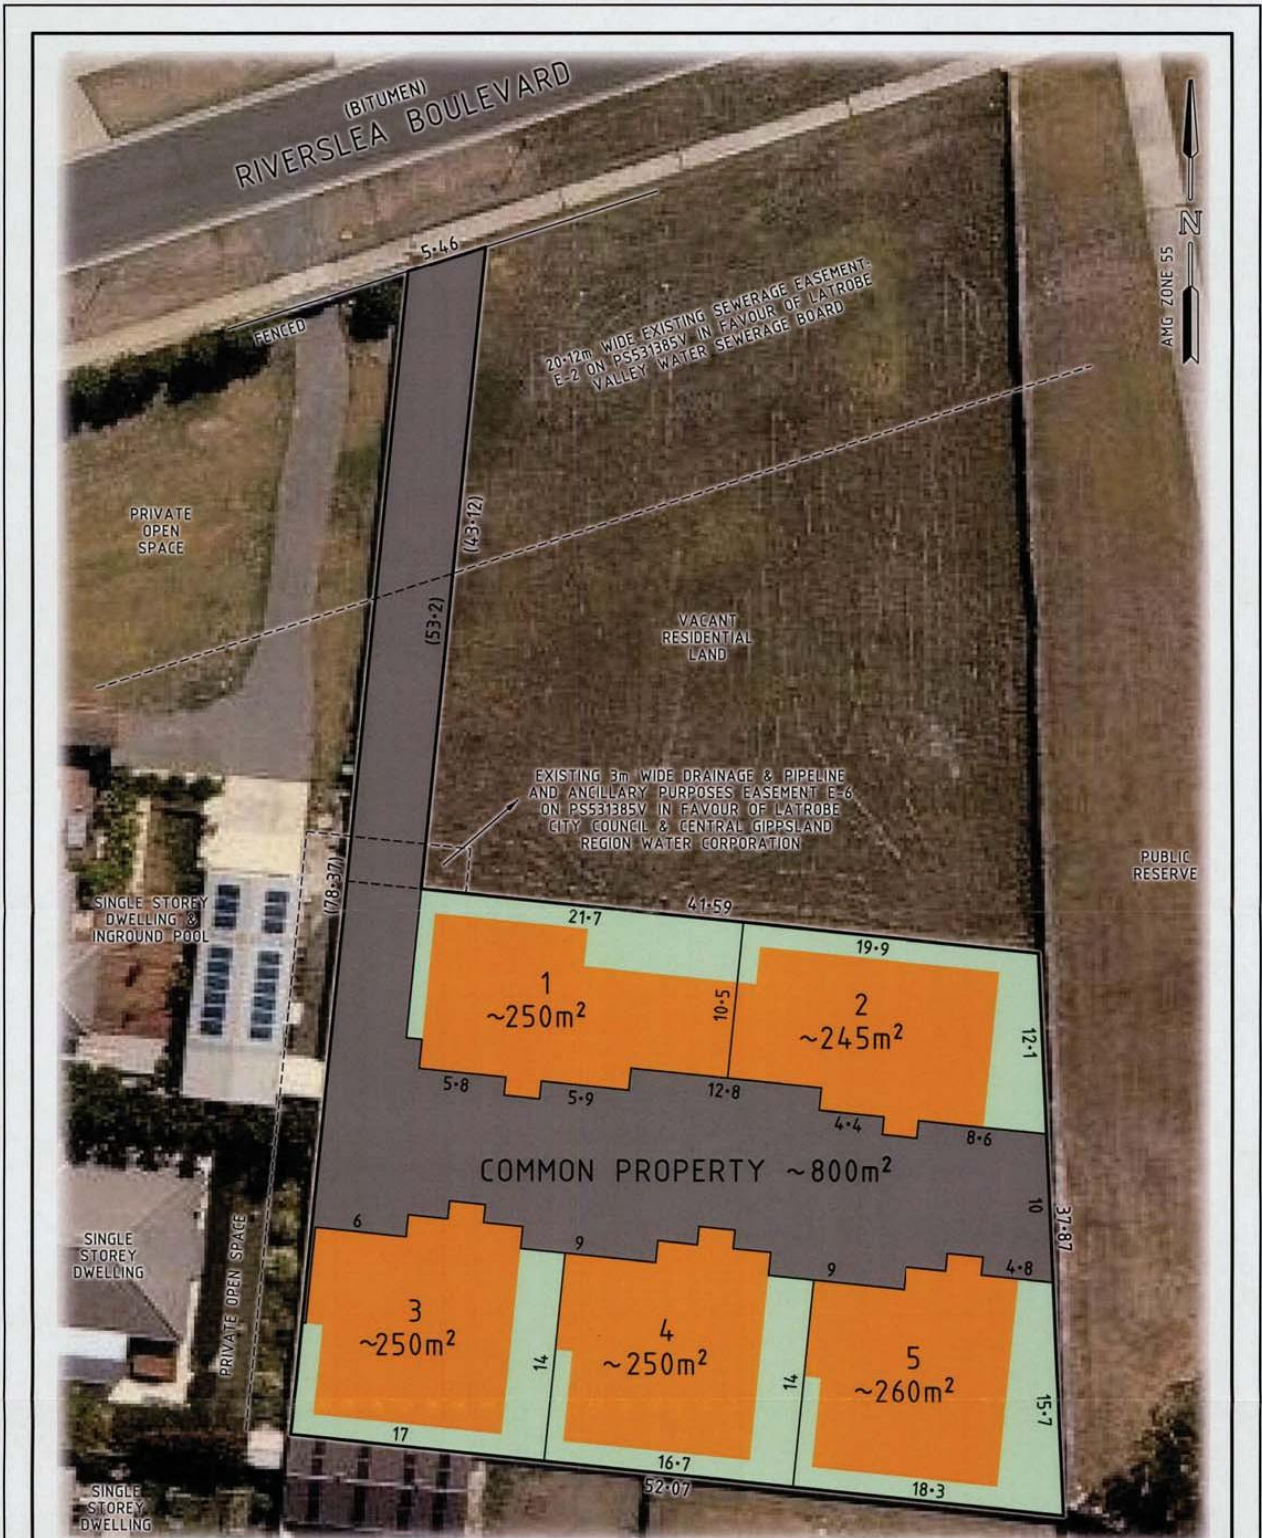 (BITUMEN)
RIVERSLEA BOULEVARD
N
AMG ZONE 55
5·46
FENCED
20·12m WIDE EXISTING SEWERAGE EASEMENT:
E-2 ON PS531385V IN FAVOUR OF LATROBE
VALLEY WATER SEWERAGE BOARD
PRIVATE
OPEN
SPACE
(43·12)
(53·2)
VACANT
RESIDENTIAL
LAND
EXISTING 3m WIDE DRAINAGE & PIPELINE
AND ANCILLARY PURPOSES EASEMENT E-6
ON PS531385V IN FAVOUR OF LATROBE
CITY COUNCIL & CENTRAL GIPPSLAND
REGION WATER CORPORATION
PUBLIC
RESERVE
(78·37)
SINGLE STOREY
DWELLING &
INGROUND POOL
21·7
41·59
19·9
1
~250m²
10·5
2
~245m²
12·1
5·8
5·9
12·8
4·4
8·6
COMMON PROPERTY ~800m²
10
37·87
SINGLE
STOREY
DWELLING
PRIVATE OPEN SPACE
6
9
9
4·8
3
~250m²
14
4
~250m²
14
5
~260m²
15·7
17
16·7
52·07
18·3
SINGLE
STOREY
DWELLING